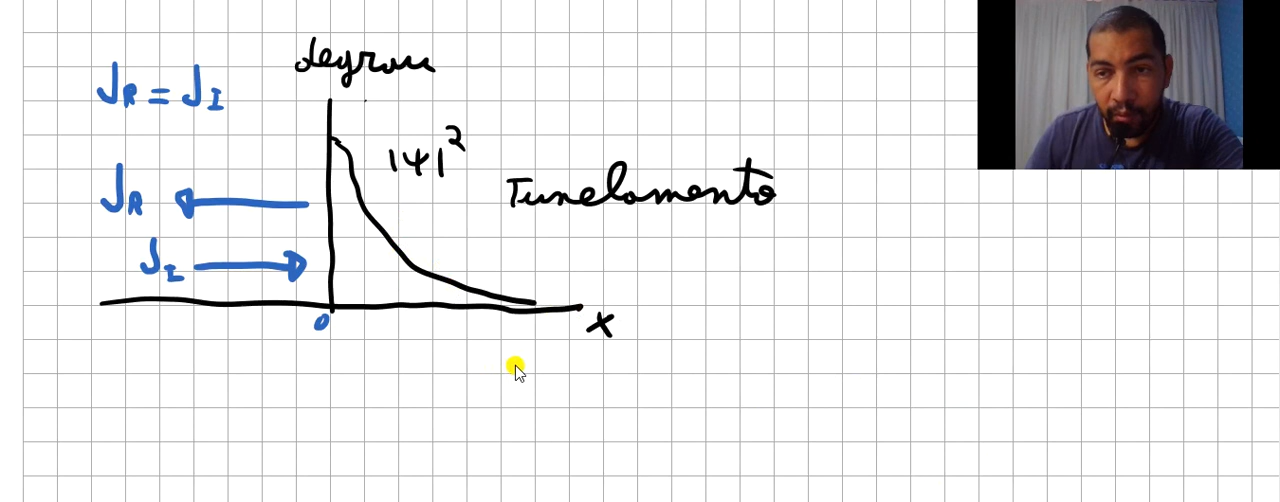 degrau
J_R = J_I
|ψ|²
Tunelamento
J_R
J_I
0
x